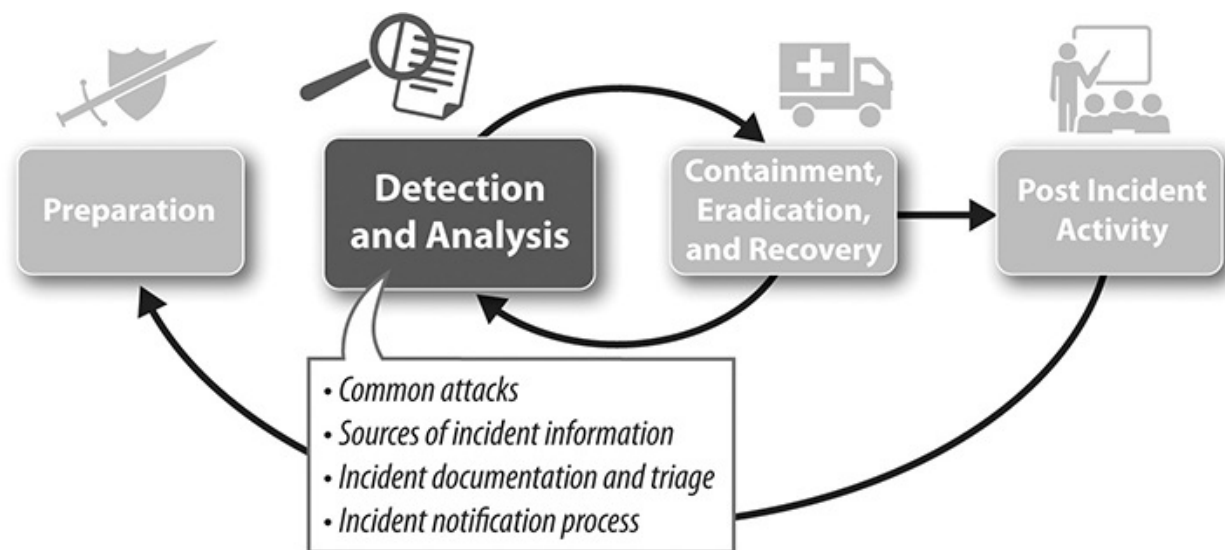 Preparation
Detection
and Analysis
Containment,
Eradication,
and Recovery
Post Incident
Activity
• Common attacks
• Sources of incident information
• Incident documentation and triage
• Incident notification process